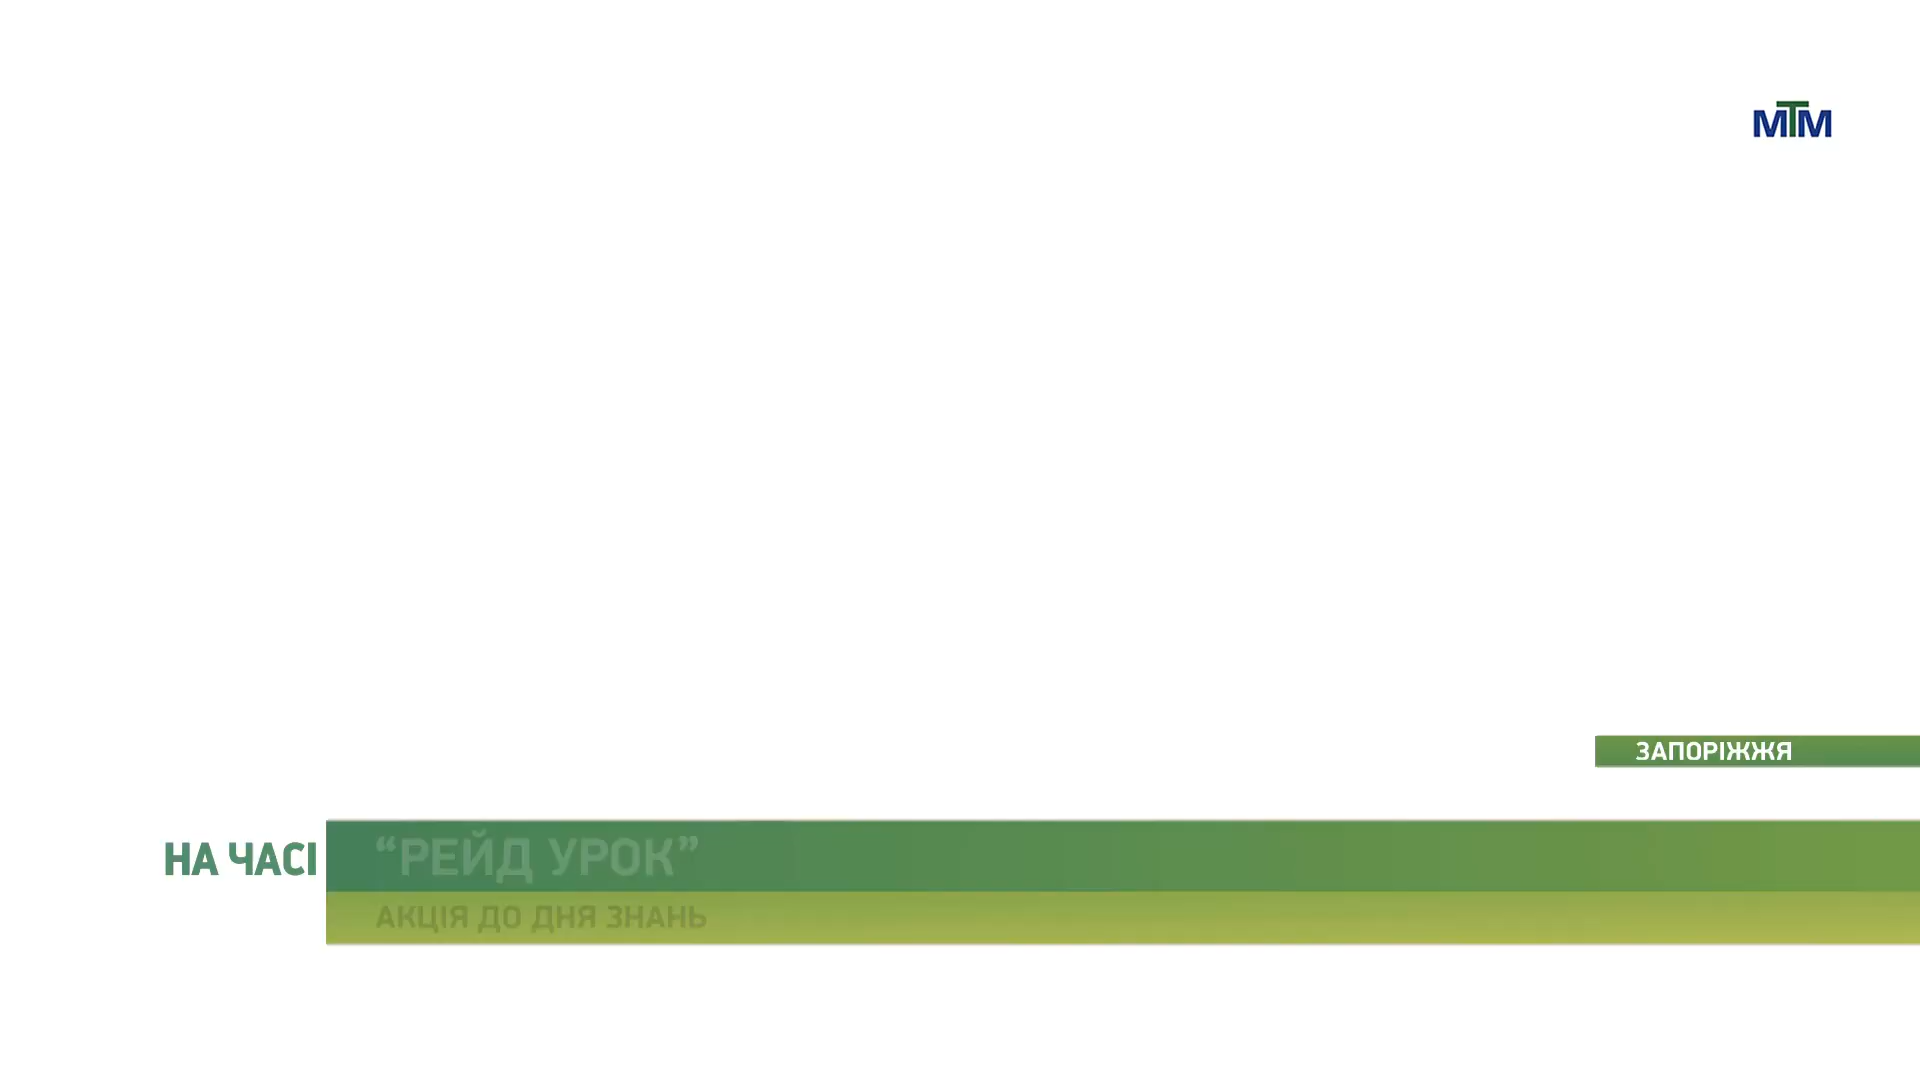 МТМ
ЗАПОРІЖЖЯ
НА ЧАСІ
“РЕЙД УРОК”
АКЦІЯ ДО ДНЯ ЗНАНЬ